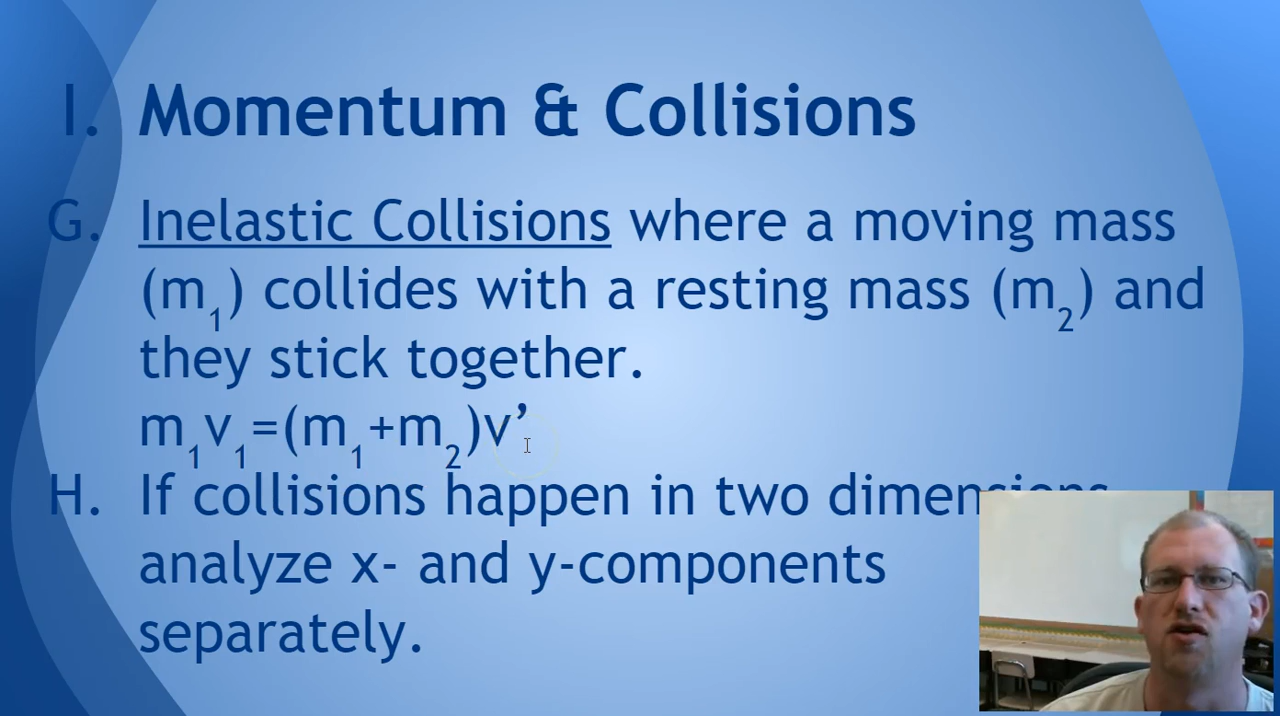 I. Momentum & Collisions
G. Inelastic Collisions where a moving mass
(m₁) collides with a resting mass (m₂) and
they stick together.
m₁v₁=(m₁+m₂)v’
H. If collisions happen in two dimensions
analyze x- and y-components
separately.